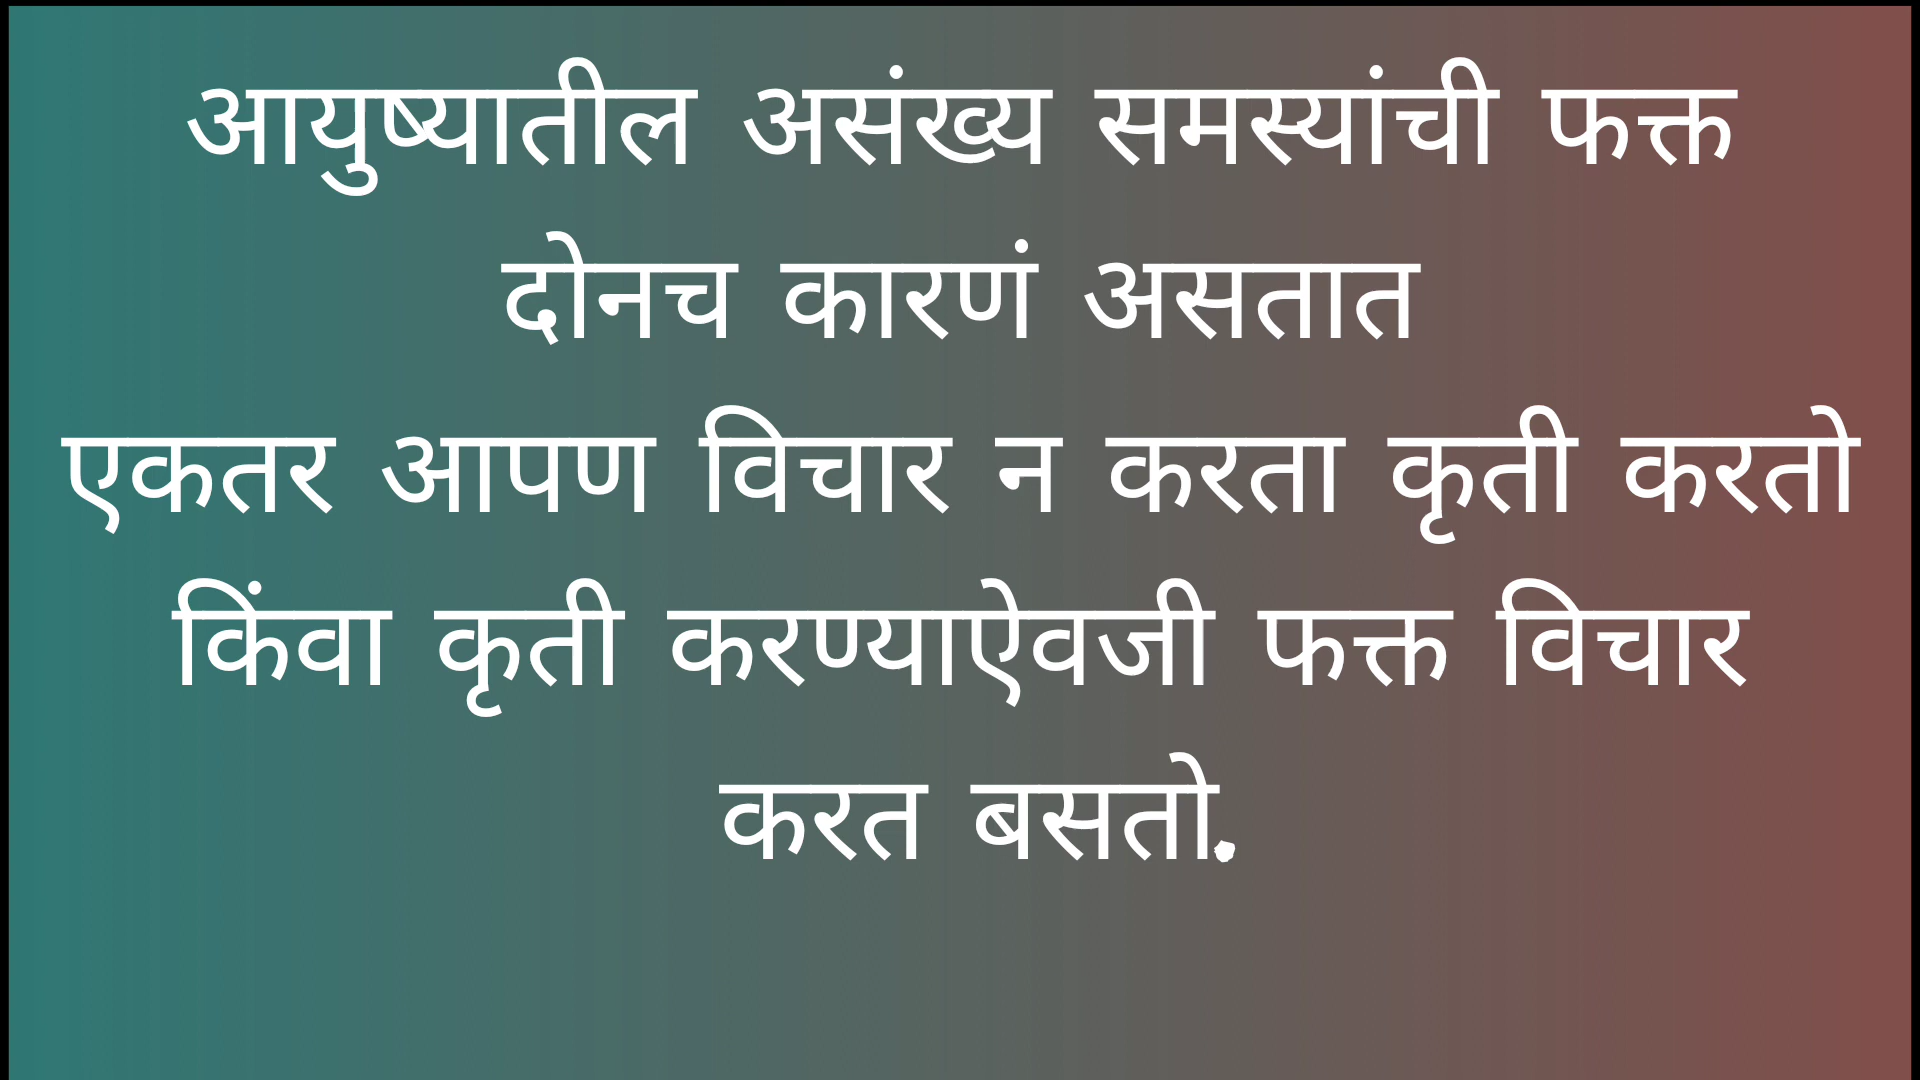 आयुष्यातील असंख्य समस्यांची फक्त
दोनच कारणं असतात
एकतर आपण विचार न करता कृती करतो
किंवा कृती करण्याऐवजी फक्त विचार
करत बसतो.